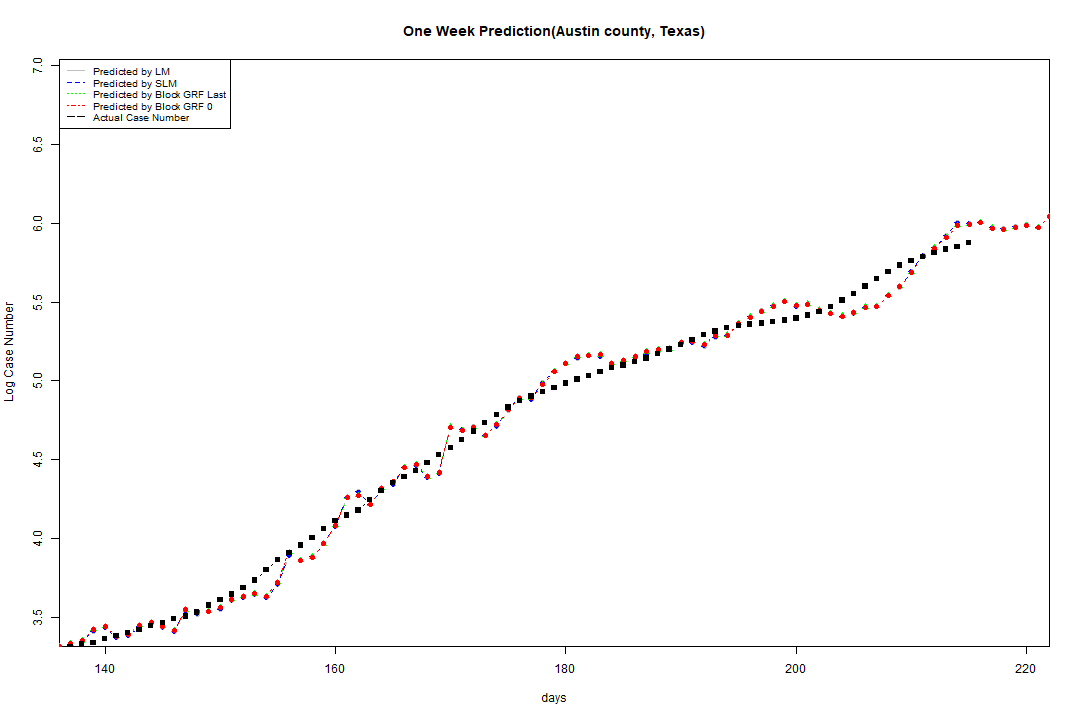 One Week Prediction(Austin county, Texas)
7.0
6.5
6.0
5.5
5.0
4.5
4.0
3.5
Log Case Number
Predicted by LM
Predicted by SLM
Predicted by Block GRF Last
Predicted by Block GRF 0
Actual Case Number
140 160 180 200 220
days